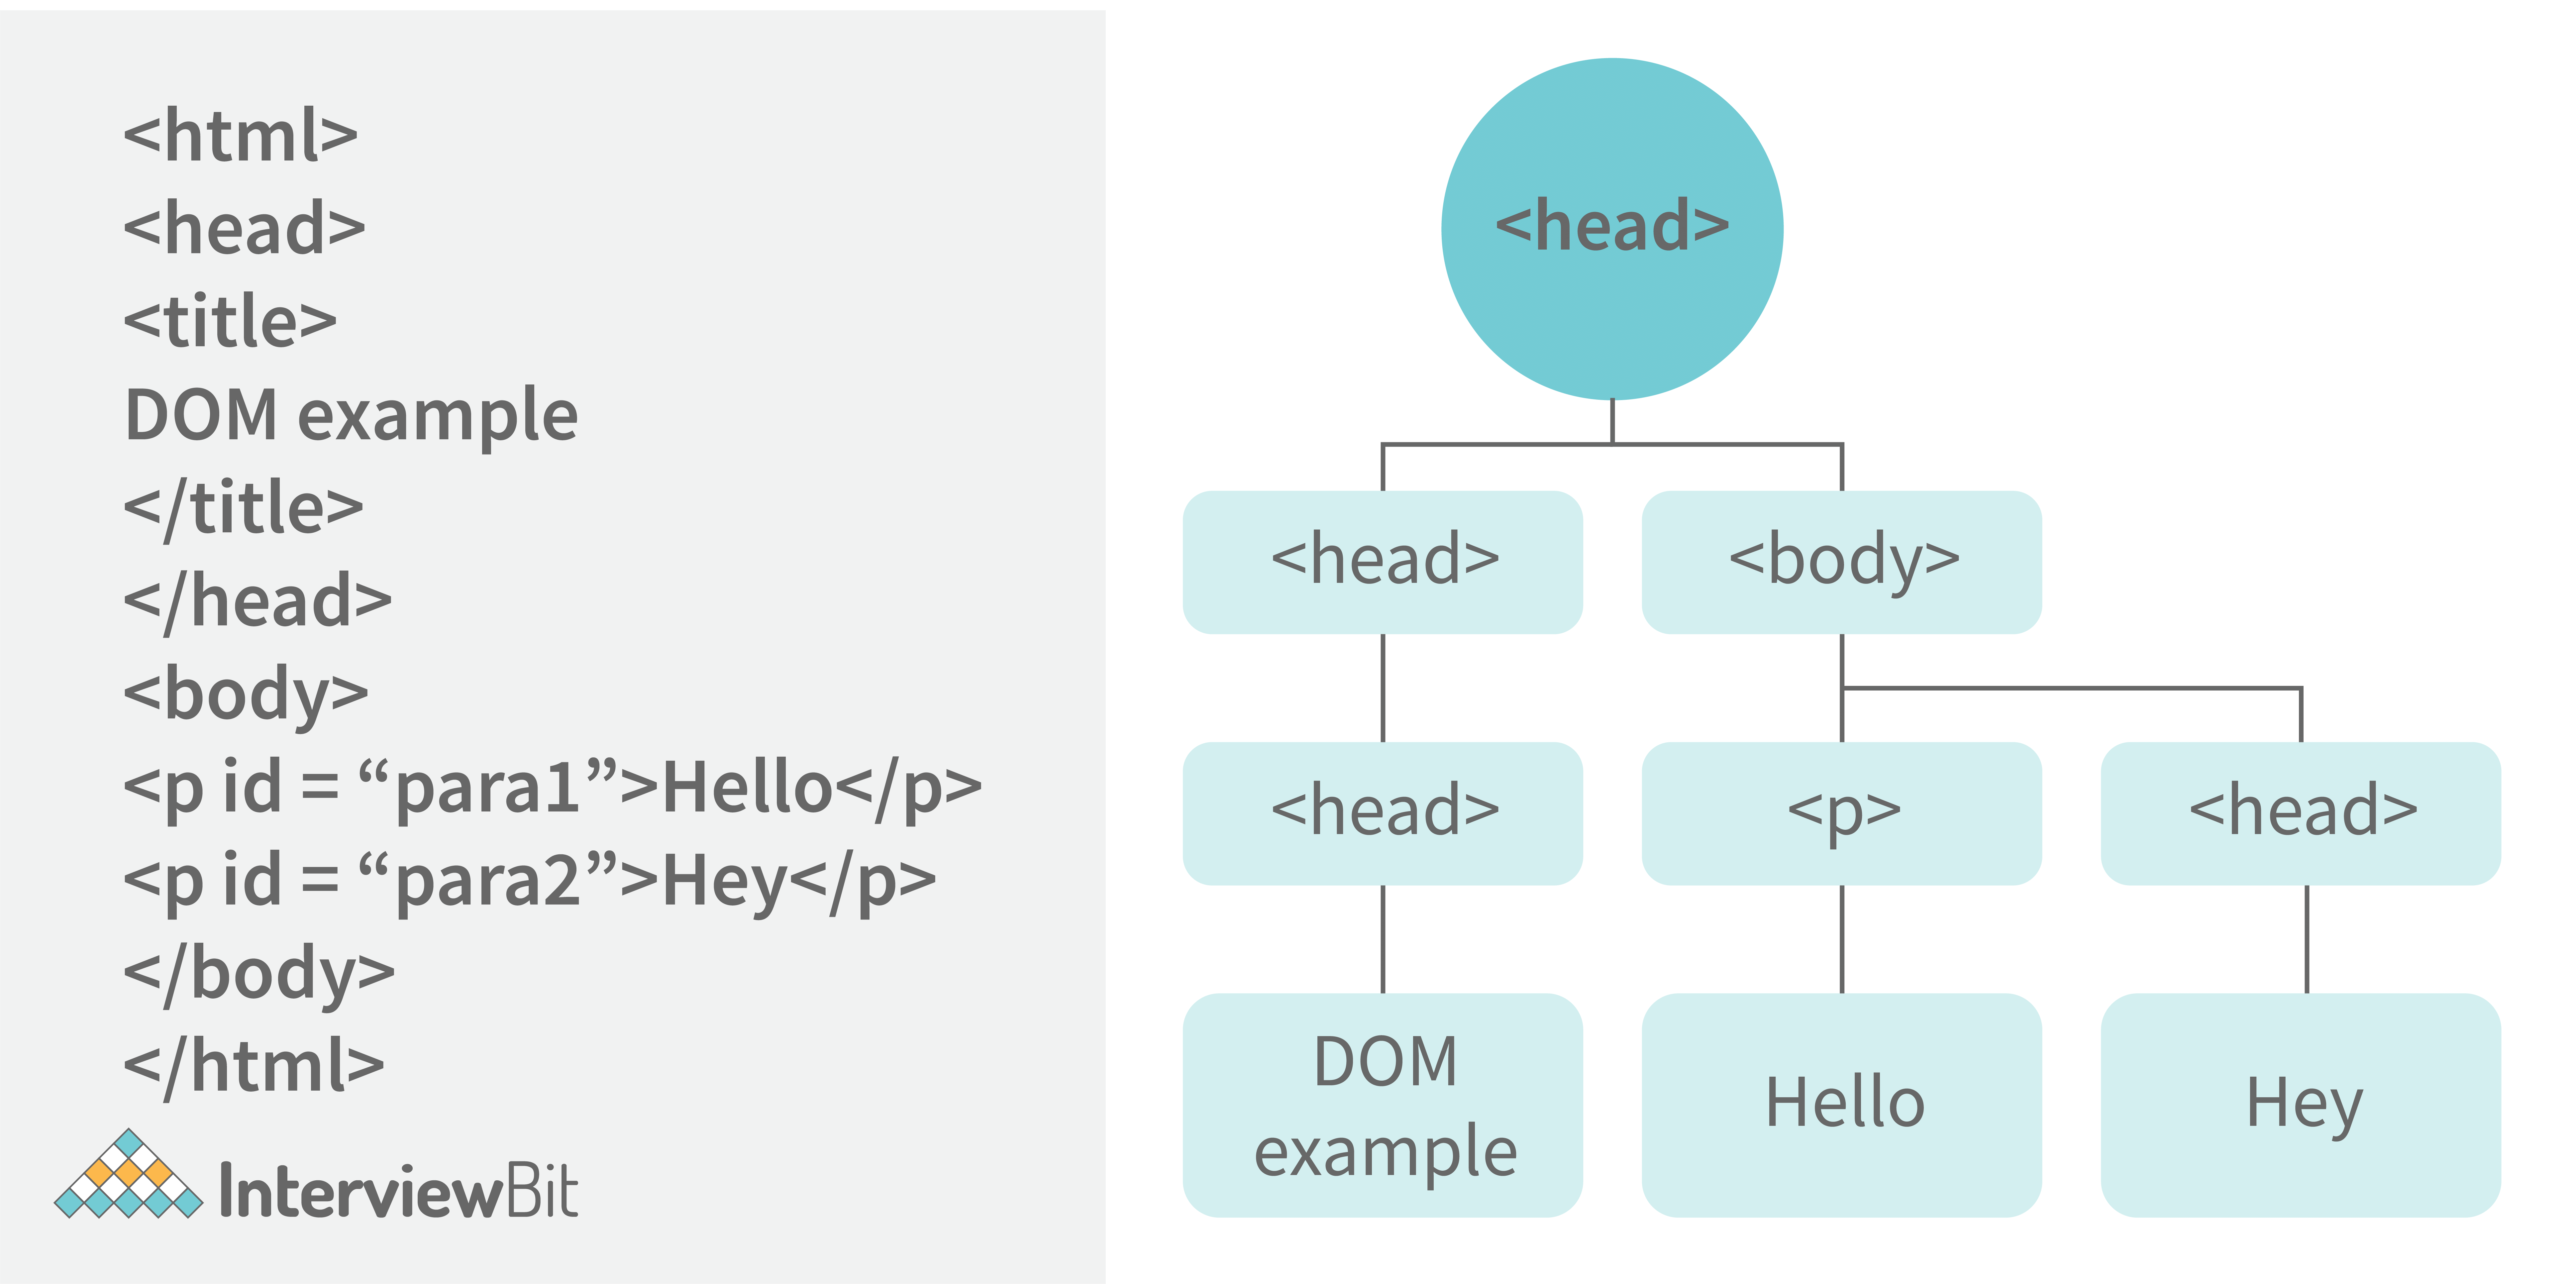 <html>
<head>
<title>
DOM example
</title>
</head>
<body>
<p id = “para1”>Hello</p>
<p id = “para2”>Hey</p>
</body>
</html>
InterviewBit
<head>
<head>
<body>
<head>
<p>
<head>
DOM
example
Hello
Hey